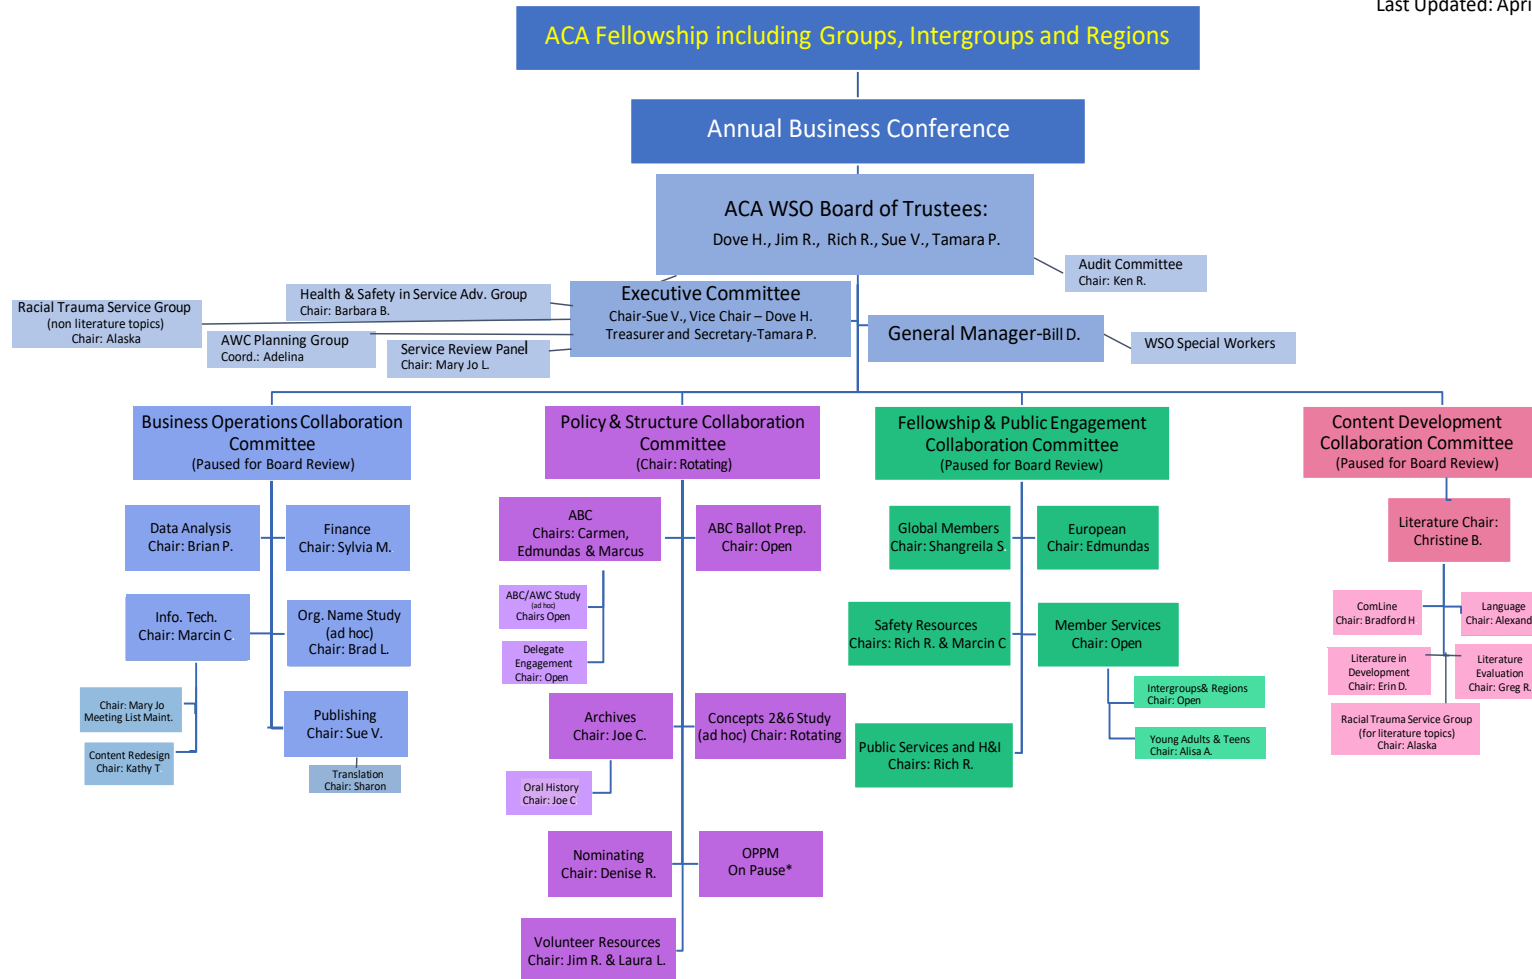 Last Updated: Apri
ACA Fellowship including Groups, Intergroups and Regions
Annual Business Conference
ACA WSO Board of Trustees:
Dove H., Jim R., Rich R., Sue V., Tamara P.
Audit Committee
Chair: Ken R.
Health & Safety in Service Adv. Group
Chair: Barbara B.
Racial Trauma Service Group
(non literature topics)
Chair: Alaska
AWC Planning Group
Coord.: Adelina
Service Review Panel
Chair: Mary Jo L.
Executive Committee
Chair-Sue V., Vice Chair – Dove H.
Treasurer and Secretary-Tamara P.
General Manager-Bill D.
WSO Special Workers
Business Operations Collaboration
Committee
(Paused for Board Review)
Data Analysis
Chair: Brian P.
Finance
Chair: Sylvia M.
Info. Tech.
Chair: Marcin C.
Org. Name Study
(ad hoc)
Chair: Brad L.
Chair: Mary Jo
Meeting List Maint.
Content Redesign
Chair: Kathy T.
Publishing
Chair: Sue V.
Translation
Chair: Sharon
Policy & Structure Collaboration
Committee
(Chair: Rotating)
ABC
Chairs: Carmen,
Edmundas & Marcus
ABC Ballot Prep.
Chair: Open
ABC/AWC Study
(ad hoc)
Chairs Open
Delegate
Engagement
Chair: Open
Archives
Chair: Joe C.
Concepts 2&6 Study
(ad hoc) Chair: Rotating
Oral History
Chair: Joe C
Nominating
Chair: Denise R.
OPPM
On Pause*
Volunteer Resources
Chair: Jim R. & Laura L.
Fellowship & Public Engagement
Collaboration Committee
(Paused for Board Review)
Global Members
Chair: Shangreila S.
European
Chair: Edmundas
Safety Resources
Chairs: Rich R. & Marcin C
Member Services
Chair: Open
Intergroups& Regions
Chair: Open
Young Adults & Teens
Chair: Alisa A.
Public Services and H&I
Chairs: Rich R.
Content Development
Collaboration Committee
(Paused for Board Review)
Literature Chair:
Christine B.
ComLine
Chair: Bradford H
Language
Chair: Alexand
Literature in
Development
Chair: Erin D.
Literature
Evaluation
Chair: Greg R.
Racial Trauma Service Group
(for literature topics)
Chair: Alaska